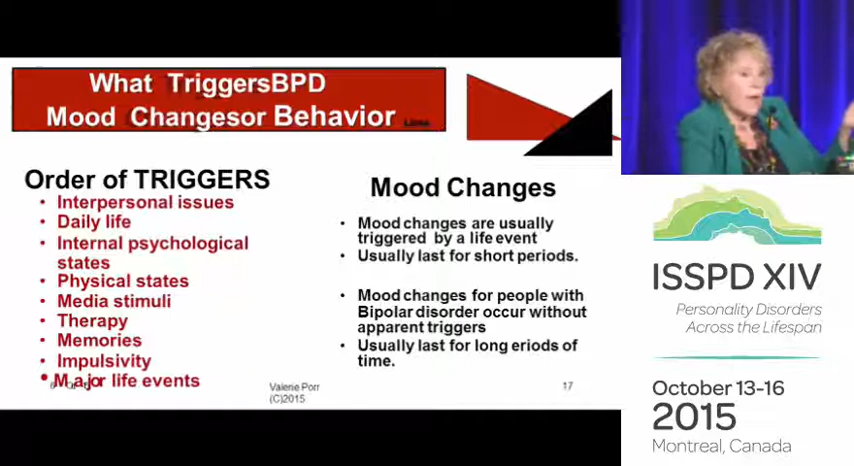 What TriggersBPD
Mood Changesor Behavior
Order of TRIGGERS
• Interpersonal issues
• Daily life
• Internal psychological
states
• Physical states
• Media stimuli
• Therapy
• Memories
• Impulsivity
• Major life events
Mood Changes
• Mood changes are usually
triggered by a life event
• Usually last for short periods.
• Mood changes for people with
Bipolar disorder occur without
apparent triggers
• Usually last for long eriods of
time.
Valerie Porr
(C)2015
17
ISSPD XIV
Personality Disorders
Across the Lifespan
October 13-16
2015
Montreal, Canada